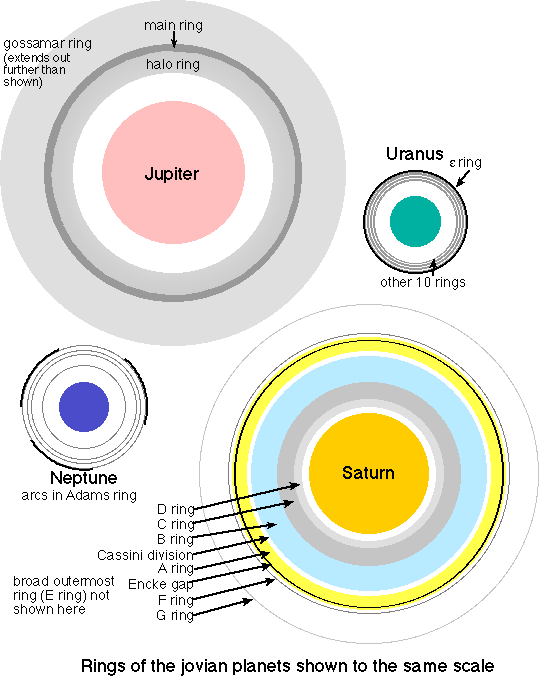 main ring
gossamar ring
(extends out
further than
shown)
halo ring
Jupiter
Uranus
ε ring
other 10 rings
Neptune
arcs in Adams ring
Saturn
D ring
C ring
B ring
Cassini division
A ring
Encke gap
F ring
G ring
broad outermost
ring (E ring) not
shown here
Rings of the jovian planets shown to the same scale